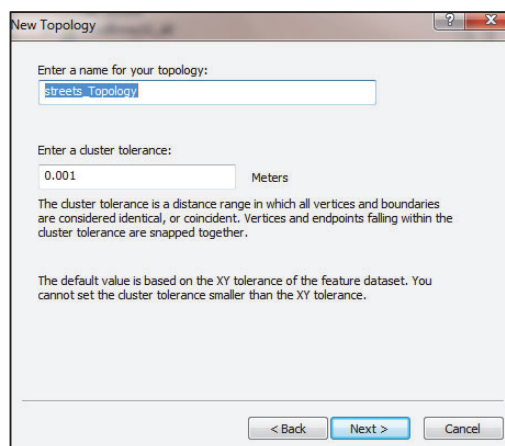 New Topology
?
X
Enter a name for your topology:
streets_Topology
Enter a cluster tolerance:
0.001 Meters
The cluster tolerance is a distance range in which all vertices and boundaries
are considered identical, or coincident. Vertices and endpoints falling within the
cluster tolerance are snapped together.
The default value is based on the XY tolerance of the feature dataset. You
cannot set the cluster tolerance smaller than the XY tolerance.
< Back Next > Cancel